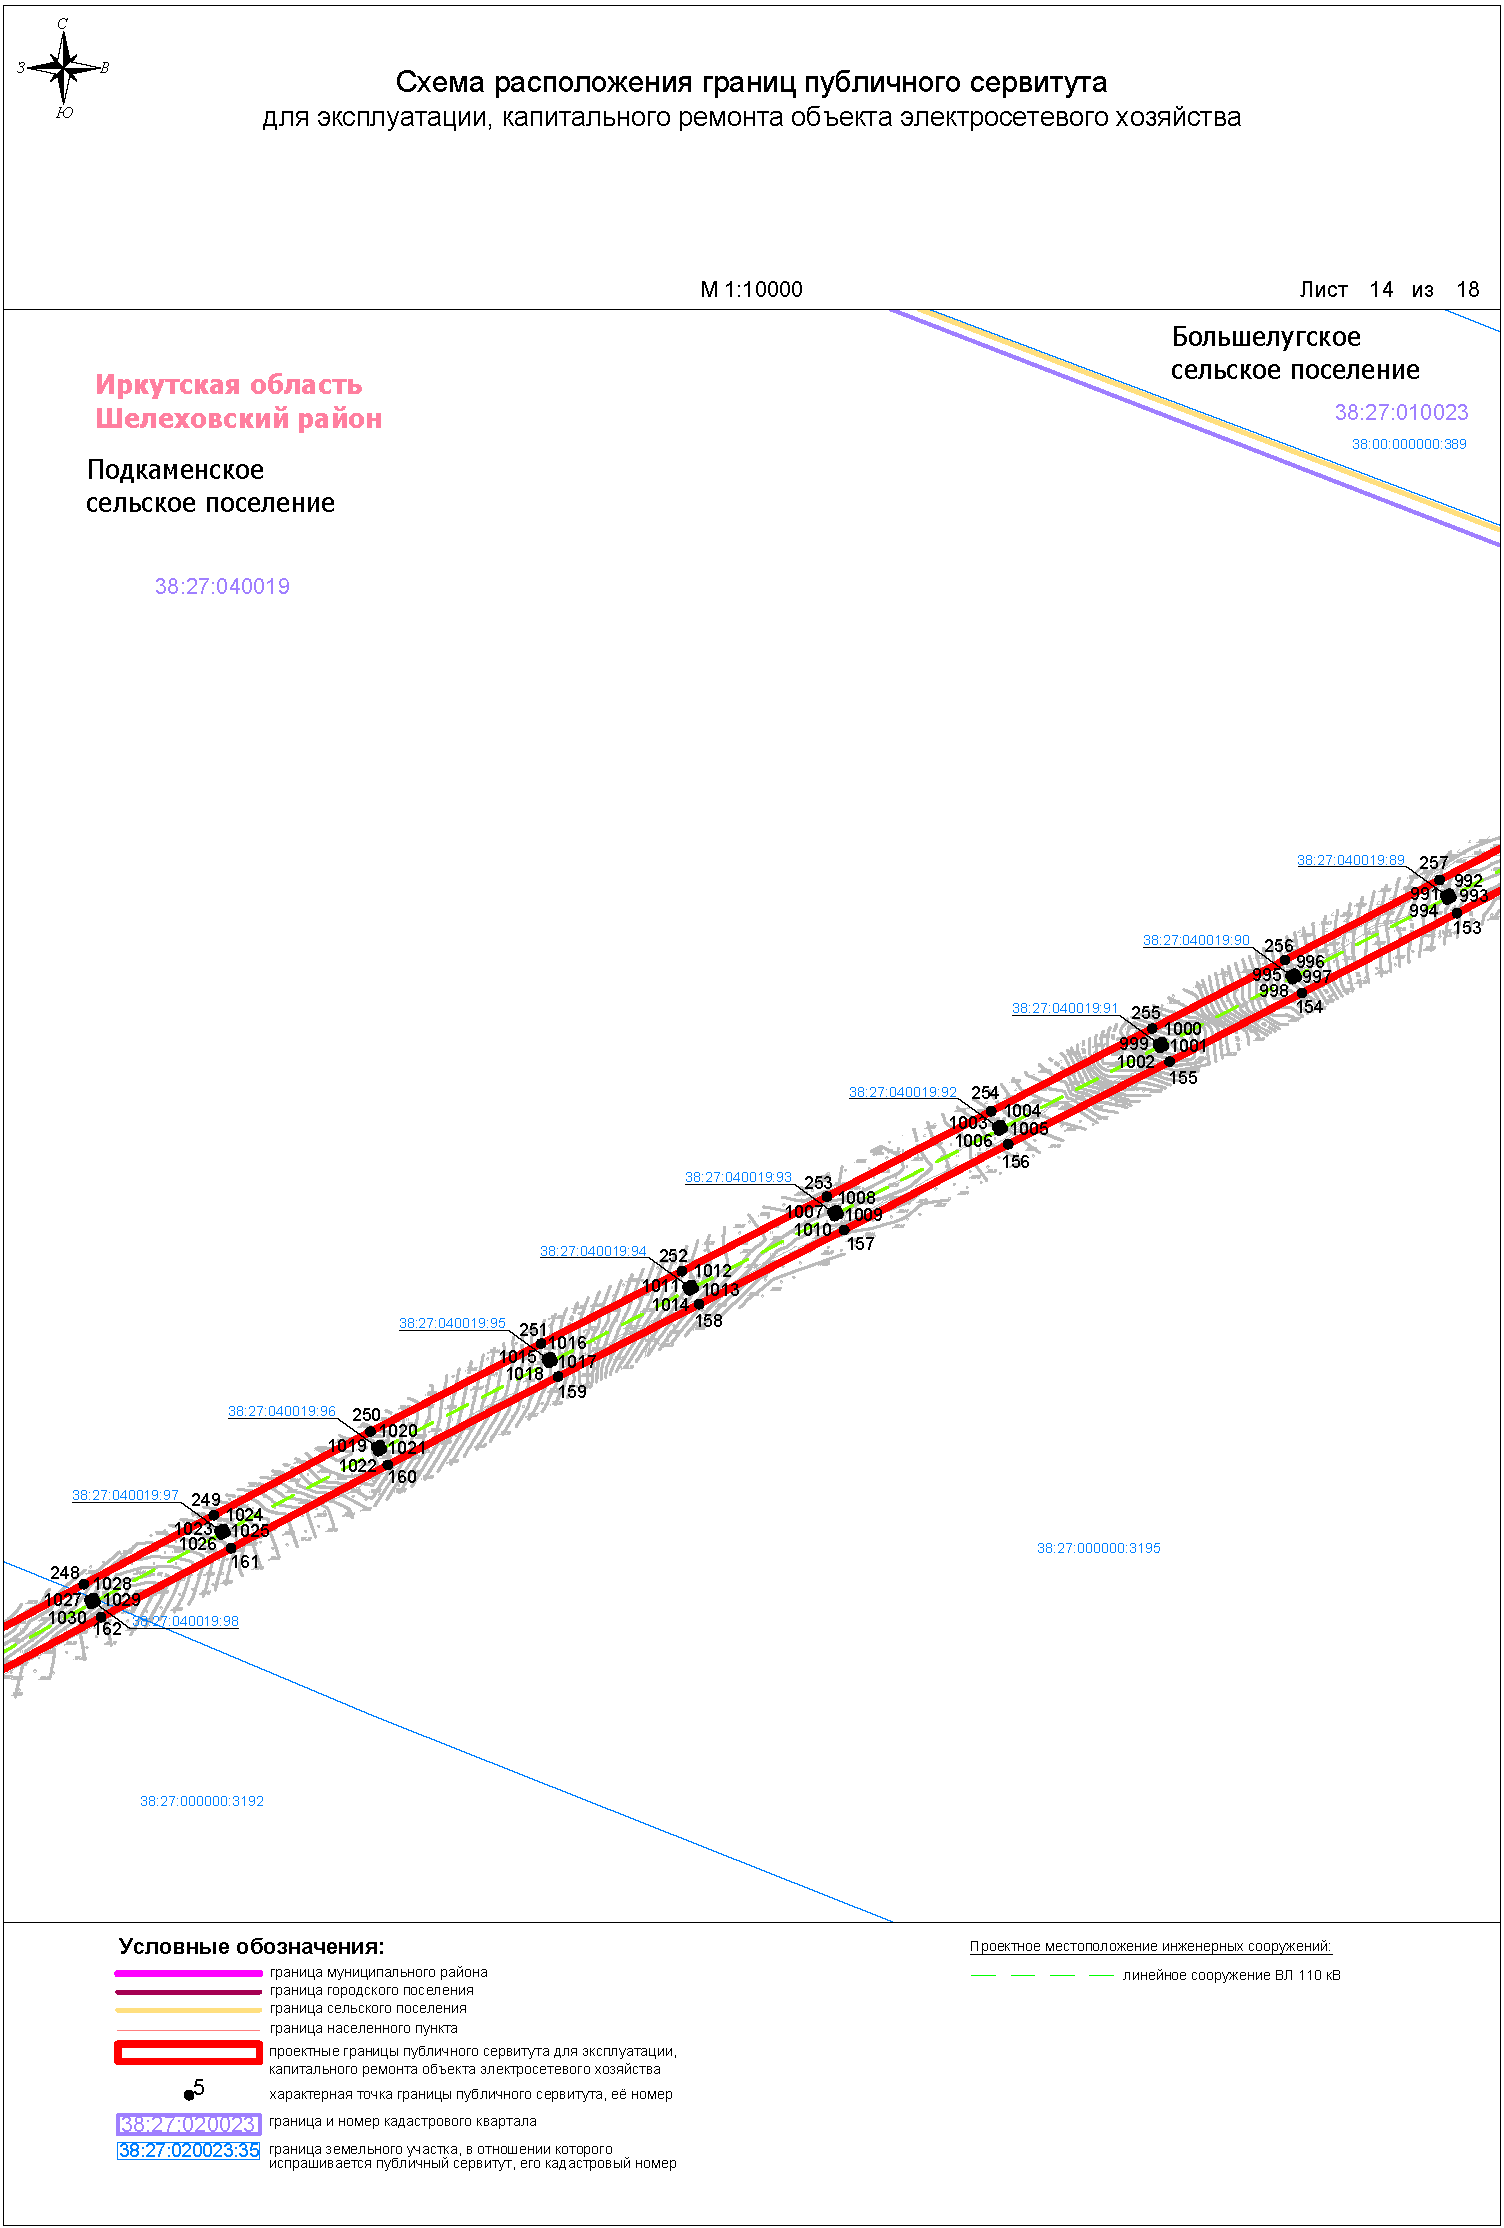 С
З В
Ю
Схема расположения границ публичного сервитута
для эксплуатации, капитального ремонта объекта электросетевого хозяйства
М 1:10000
Лист 14 из 18
Большелугское
сельское поселение
38:27:010023
38:00:000000:389
Иркутская область
Шелеховский район
Подкаменское
сельское поселение
38:27:040019
38:27:040019:89
257
992
991 993
994
153
38:27:040019:90
256
996
995 997
998
154
38:27:040019:91
255
1000
999 1001
1002
155
38:27:040019:92
254
1004
1003 1005
1006
156
38:27:040019:93
253
1008
1007 1009
1010
157
38:27:040019:94
252
1012
1011 1013
1014
158
38:27:040019:95
251
1016
1015 1017
1018
159
38:27:040019:96
250
1020
1019 1021
1022
160
38:27:040019:97
249
1024
1023 1025
1026
161
248
1028
1027 1029
1030
162
38:27:040019:98
38:27:000000:3195
38:27:000000:3192
Условные обозначения:
граница муниципального района
граница городского поселения
граница сельского поселения
граница населенного пункта
проектные границы публичного сервитута для эксплуатации,
капитального ремонта объекта электросетевого хозяйства
5
характерная точка границы публичного сервитута, её номер
38:27:020023
граница и номер кадастрового квартала
38:27:020023:35
граница земельного участка, в отношении которого
испрашивается публичный сервитут, его кадастровый номер
Проектное местоположение инженерных сооружений:
линейное сооружение ВЛ 110 кВ